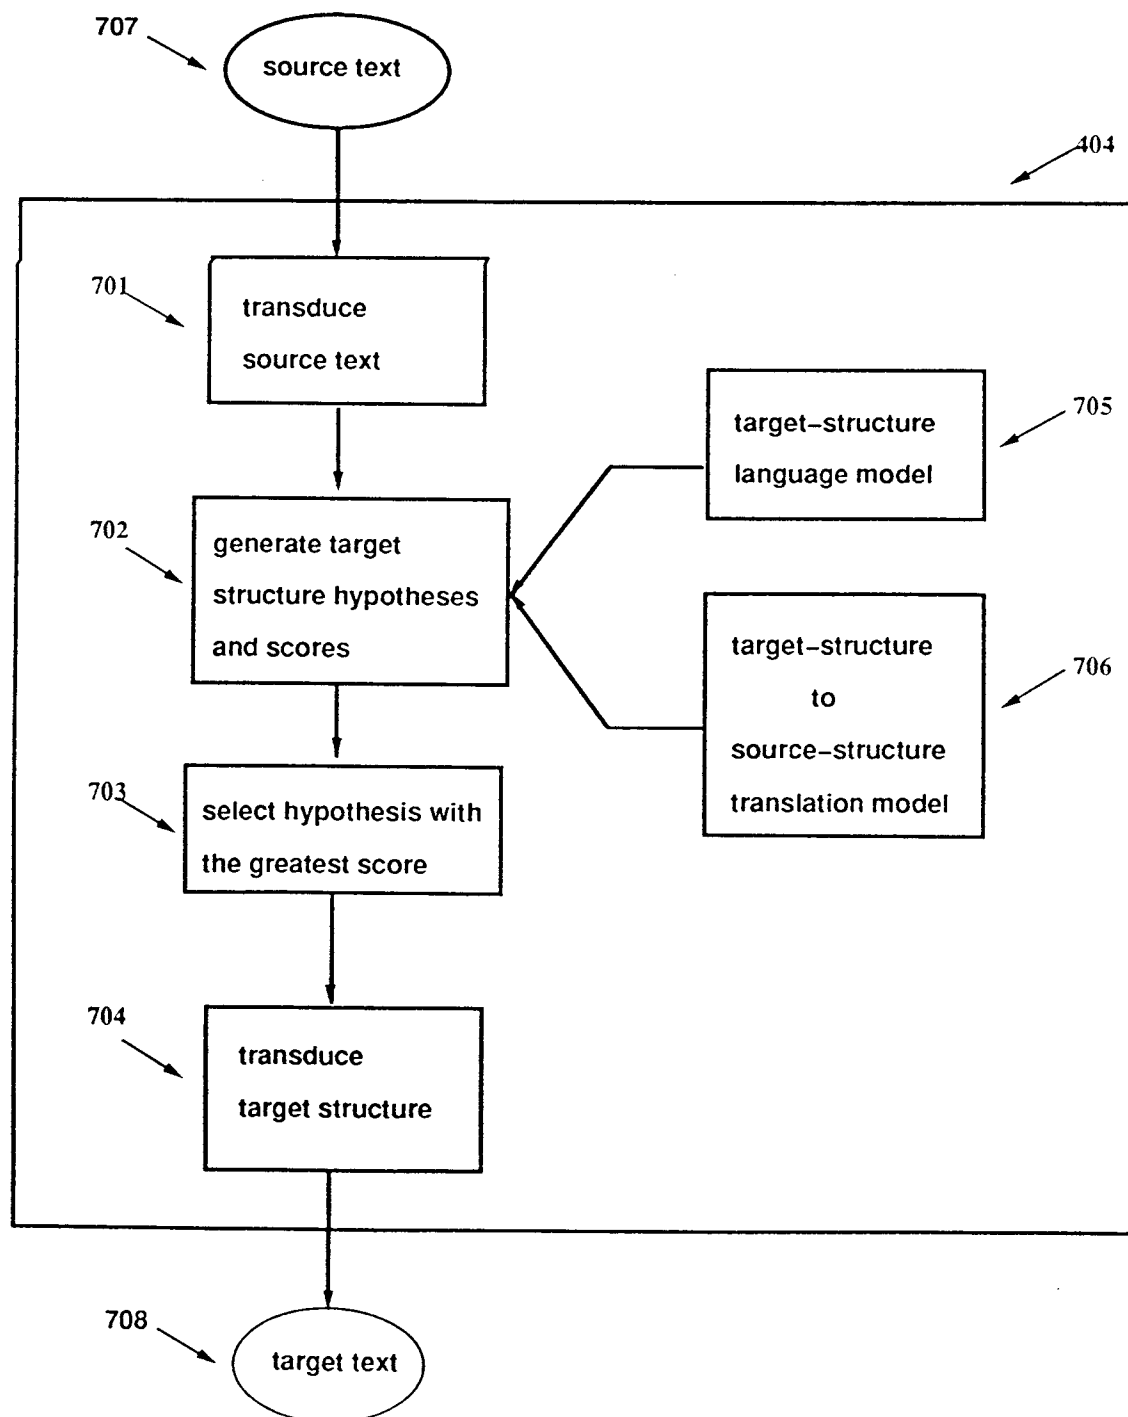 707
source text
404
701
transduce
source text
705
target–structure
language model
702
generate target
structure hypotheses
and scores
706
target–structure
to
source–structure
translation model
703
select hypothesis with
the greatest score
704
transduce
target structure
708
target text